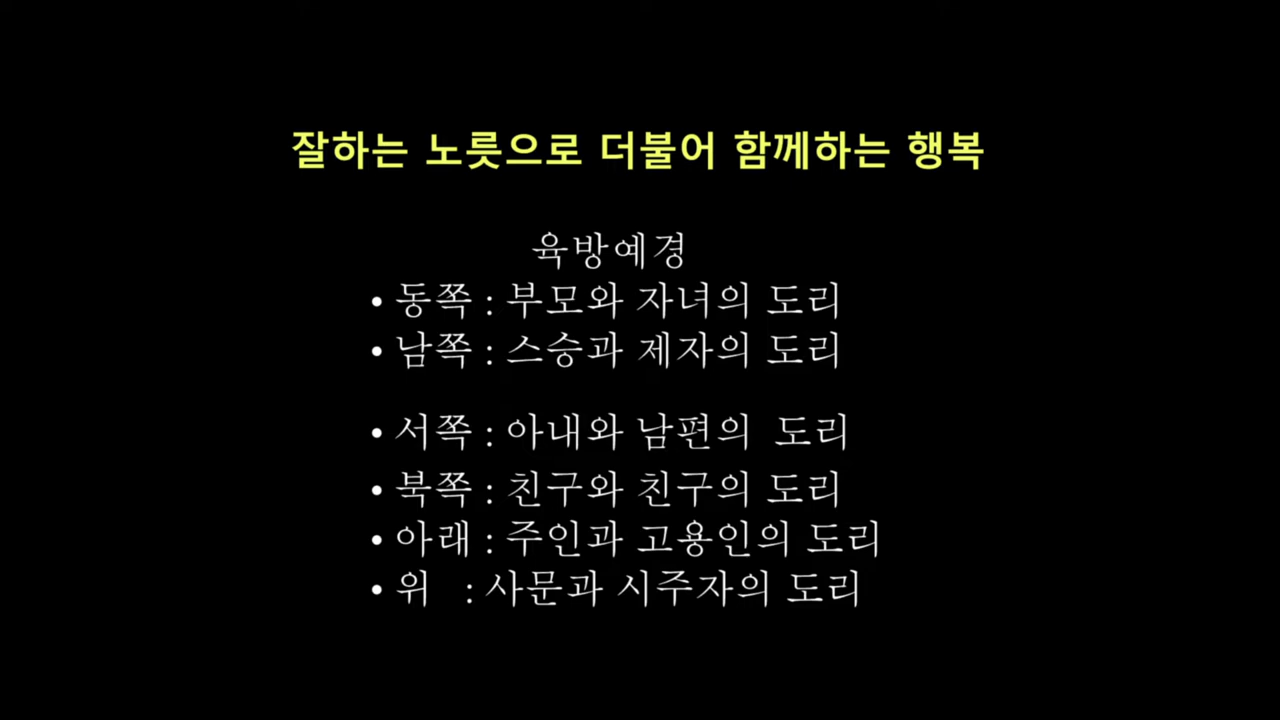 잘하는 노릇으로 더불어 함께하는 행복
육방예경
• 동쪽 : 부모와 자녀의 도리
• 남쪽 : 스승과 제자의 도리
• 서쪽 : 아내와 남편의 도리
• 북쪽 : 친구와 친구의 도리
• 아래 : 주인과 고용인의 도리
• 위 : 사문과 시주자의 도리